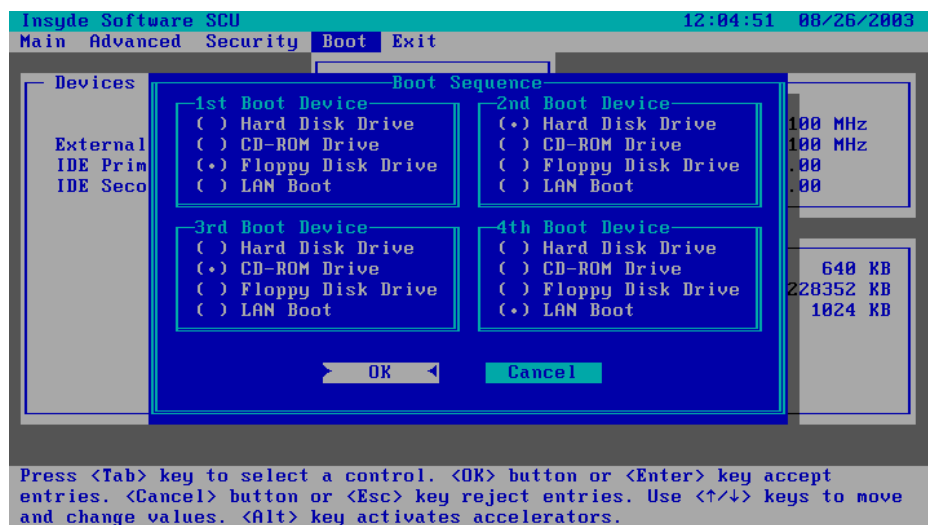 Insyde Software SCU 12:04:51 08/26/2003
Main Advanced Security Boot Exit
Devices
External
IDE Prim
IDE Seco
Boot Sequence
1st Boot Device
( ) Hard Disk Drive
( ) CD-ROM Drive
(•) Floppy Disk Drive
( ) LAN Boot
2nd Boot Device
(•) Hard Disk Drive
( ) CD-ROM Drive
( ) Floppy Disk Drive
( ) LAN Boot
3rd Boot Device
( ) Hard Disk Drive
(•) CD-ROM Drive
( ) Floppy Disk Drive
( ) LAN Boot
4th Boot Device
( ) Hard Disk Drive
( ) CD-ROM Drive
( ) Floppy Disk Drive
(•) LAN Boot
OK Cancel
100 MHz
100 MHz
.00
.00
640 KB
228352 KB
1024 KB
Press <Tab> key to select a control. <OK> button or <Enter> key accept
entries. <Cancel> button or <Esc> key reject entries. Use <↑/↓> keys to move
and change values. <Alt> key activates accelerators.